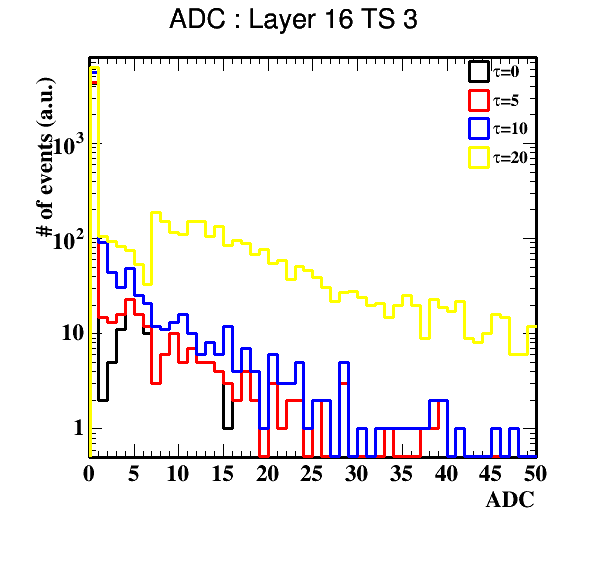 ADC : Layer 16 TS 3
# of events (a.u.)
10³
10²
10
1
τ=0
τ=5
τ=10
τ=20
0 5 10 15 20 25 30 35 40 45 50
ADC